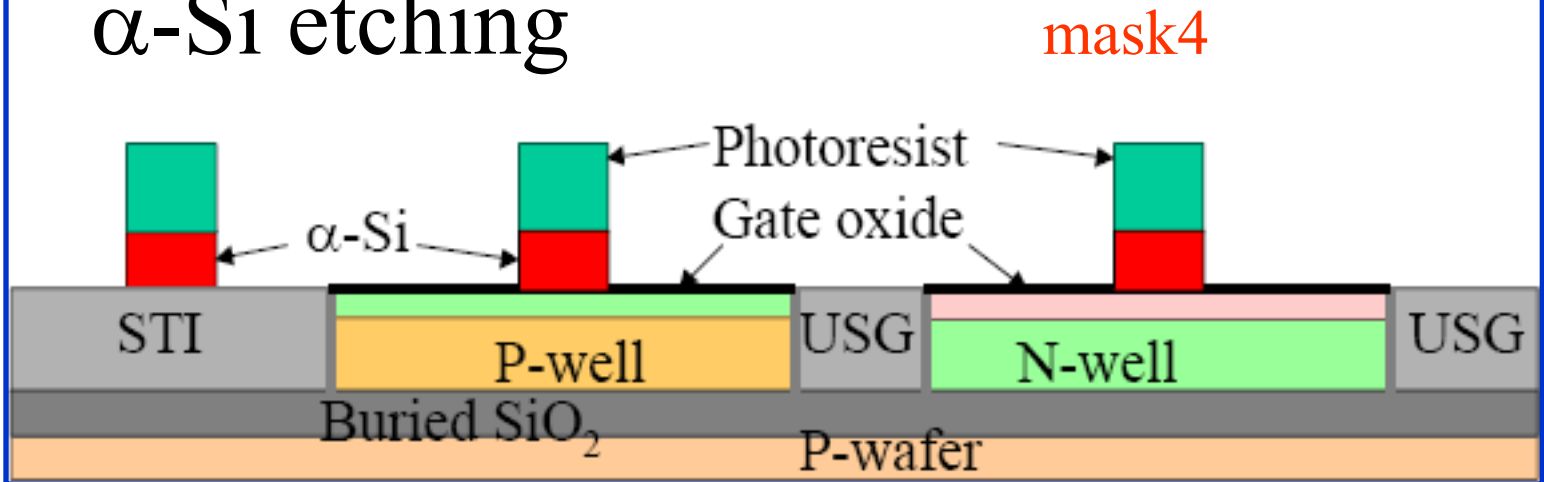 α-Si etching
mask4
Photoresist
α-Si
Gate oxide
STI
P-well
USG
N-well
USG
Buried SiO₂
P-wafer